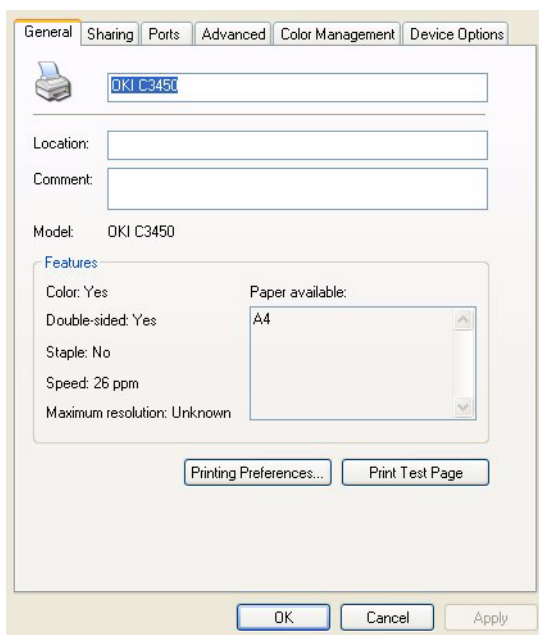 General Sharing Ports Advanced Color Management Device Options
OKI C3450
Location:
Comment:
Model: OKI C3450
Features
Color: Yes Paper available:
Double-sided: Yes A4
Staple: No
Speed: 26 ppm
Maximum resolution: Unknown
Printing Preferences... Print Test Page
OK Cancel Apply